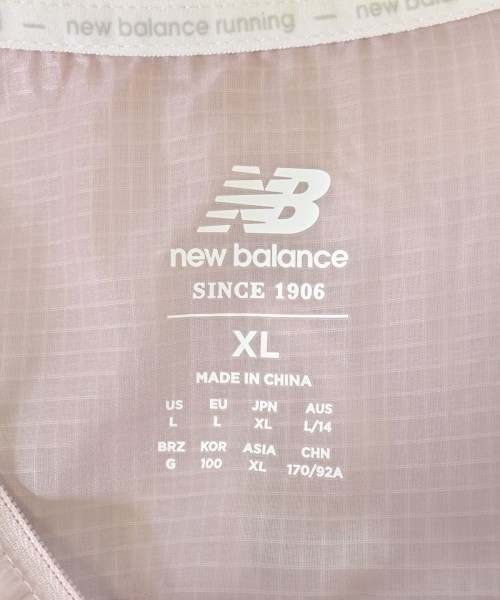 new balance running — new balance
NB
new balance
SINCE 1906
XL
MADE IN CHINA
US EU JPN AUS
L L XL L/14
BRZ KOR ASIA CHN
G 100 XL 170/92A